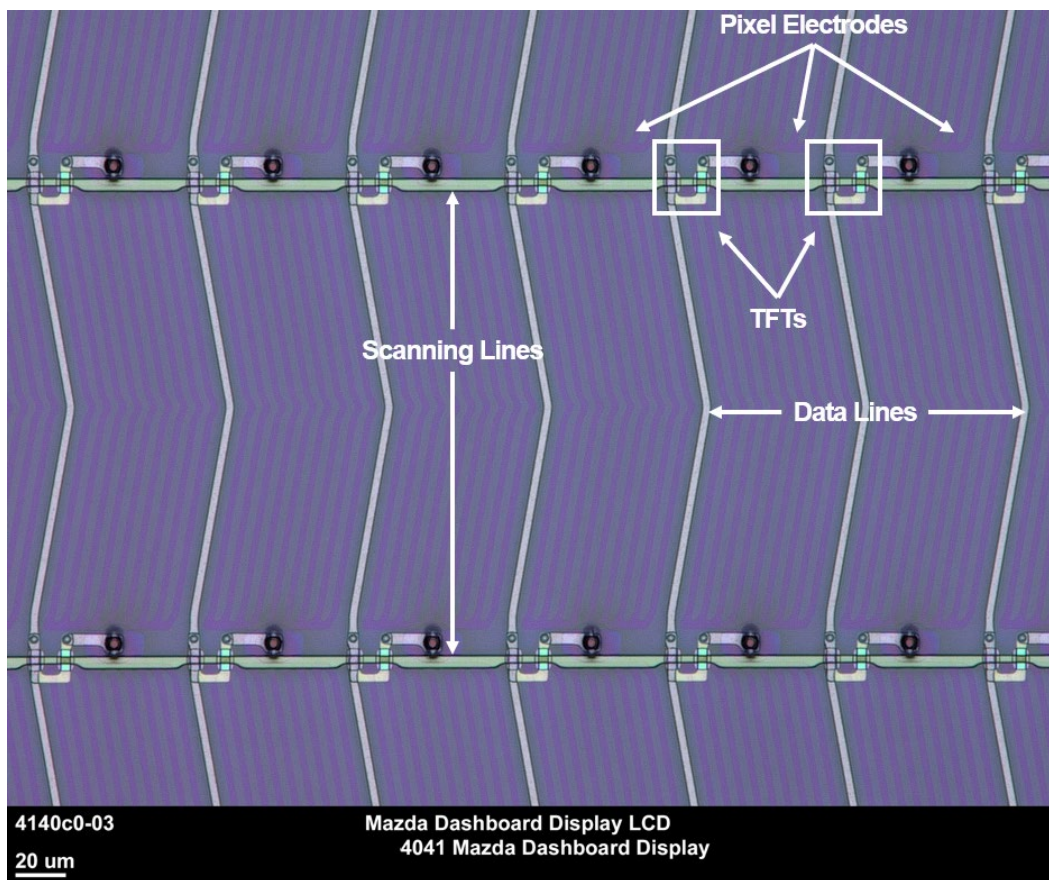 Pixel Electrodes
TFTs
Scanning Lines
Data Lines
4140c0-03
Mazda Dashboard Display LCD
4041 Mazda Dashboard Display
20 um